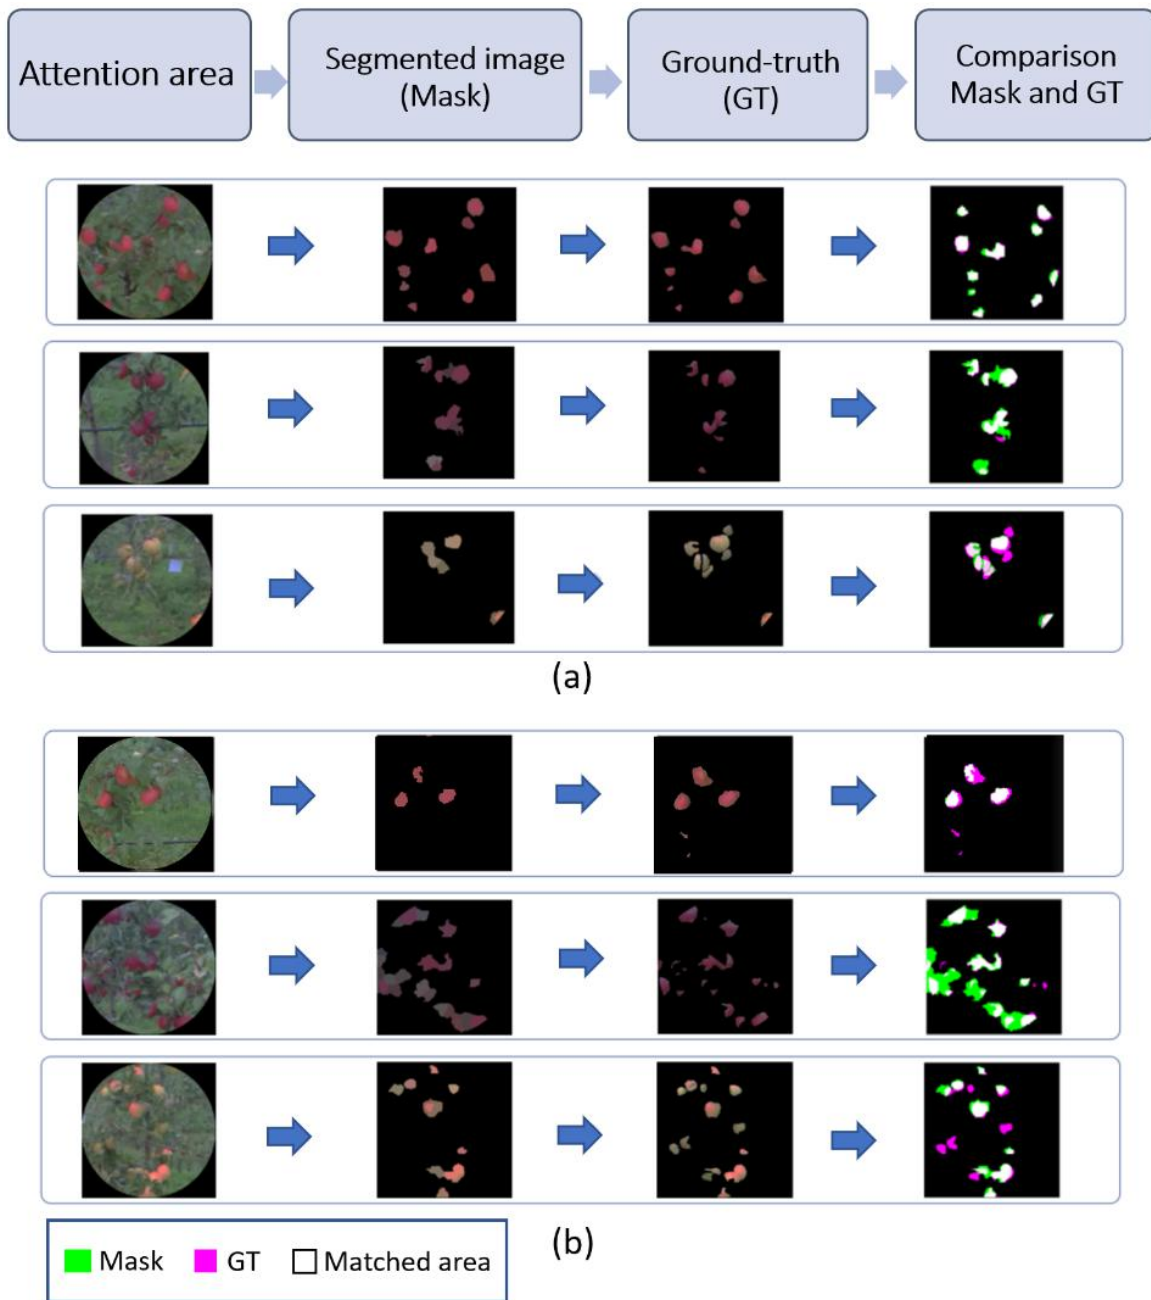 Attention area
Segmented image
(Mask)
Ground-truth
(GT)
Comparison
Mask and GT
(a)
(b)
Mask
GT
Matched area